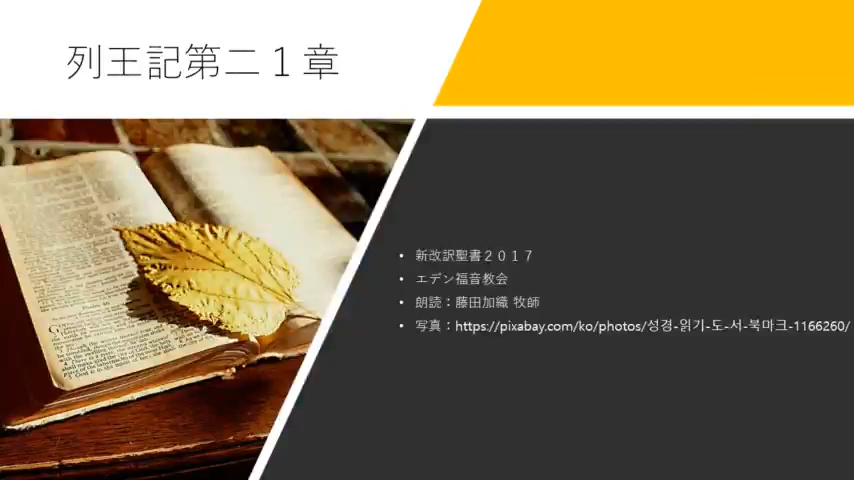 列王記第二１章
• 新改訳聖書２０１７
• エデン福音教会
• 朗読：藤田加織 牧師
• 写真：https://pixabay.com/ko/photos/성경-읽기-도-서-북마크-1166260/